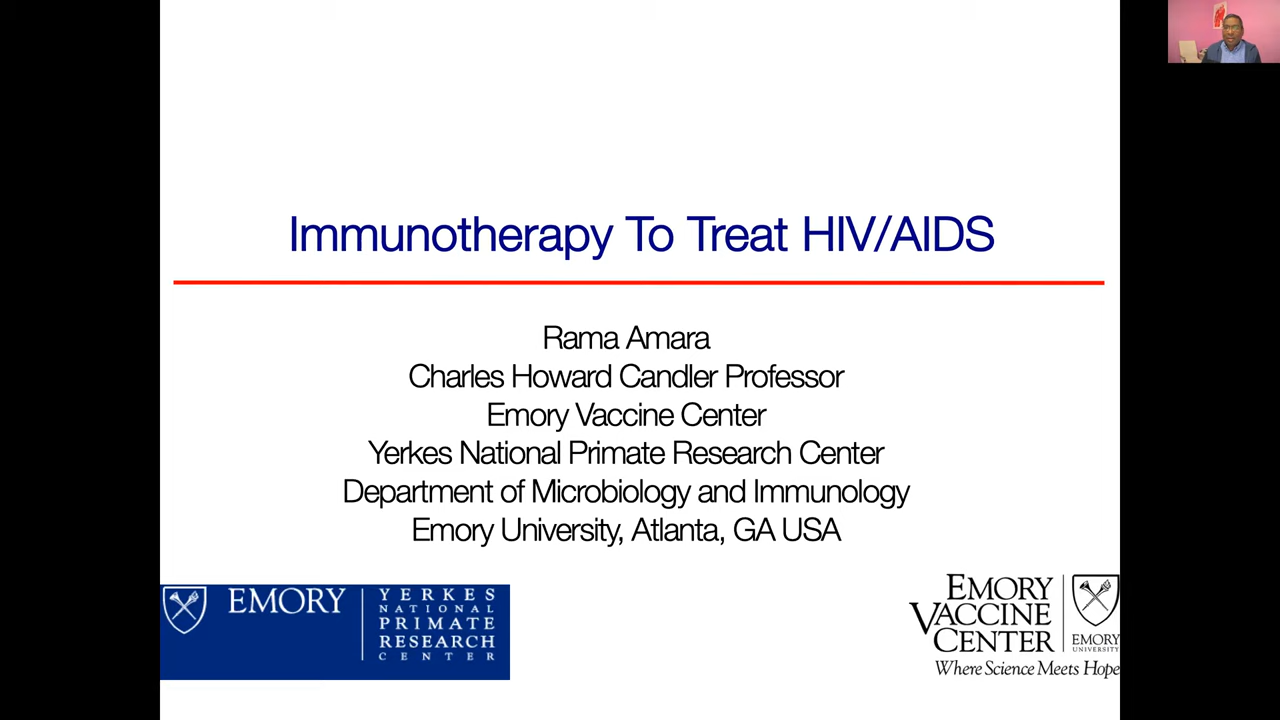 Immunotherapy To Treat HIV/AIDS
Rama Amara
Charles Howard Candler Professor
Emory Vaccine Center
Yerkes National Primate Research Center
Department of Microbiology and Immunology
Emory University, Atlanta, GA USA
EMORY
YERKES
NATIONAL
PRIMATE
RESEARCH
CENTER
EMORY
VACCINE
CENTER
EMORY
UNIVERSITY
Where Science Meets Hope